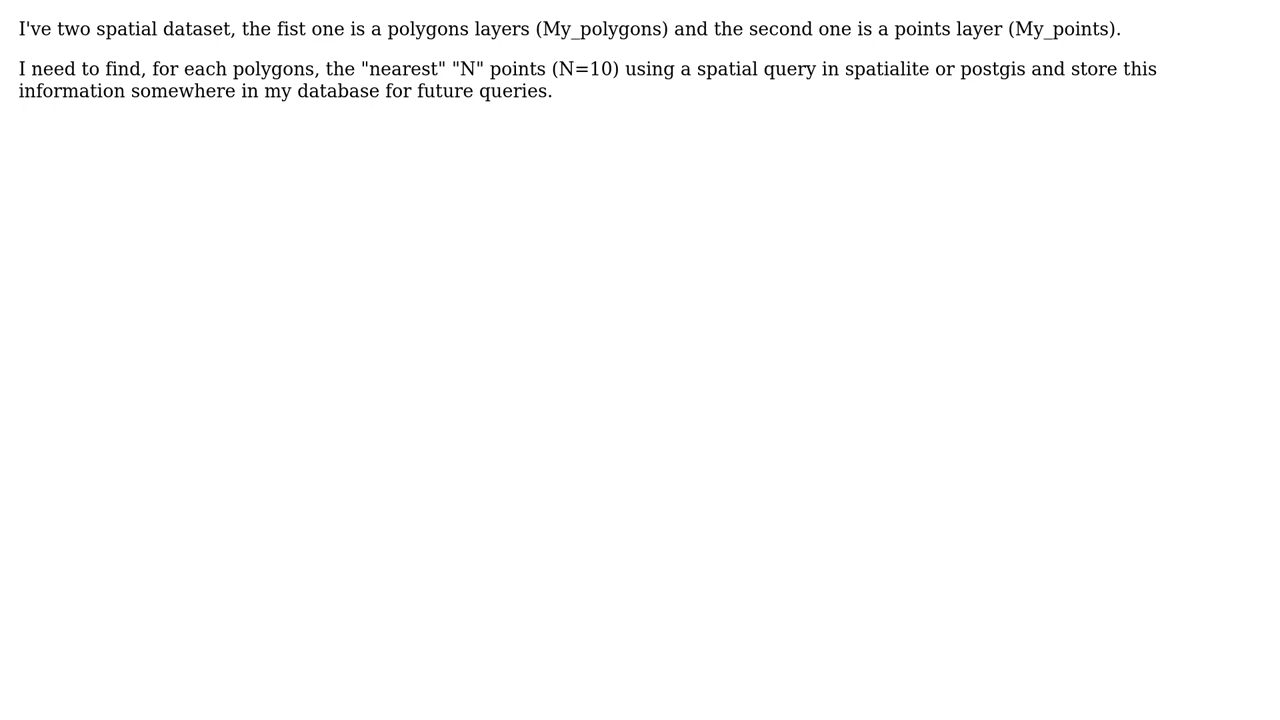 I've two spatial dataset, the fist one is a polygons layers (My_polygons) and the second one is a points layer (My_points).
I need to find, for each polygons, the "nearest" "N" points (N=10) using a spatial query in spatialite or postgis and store this
information somewhere in my database for future queries.